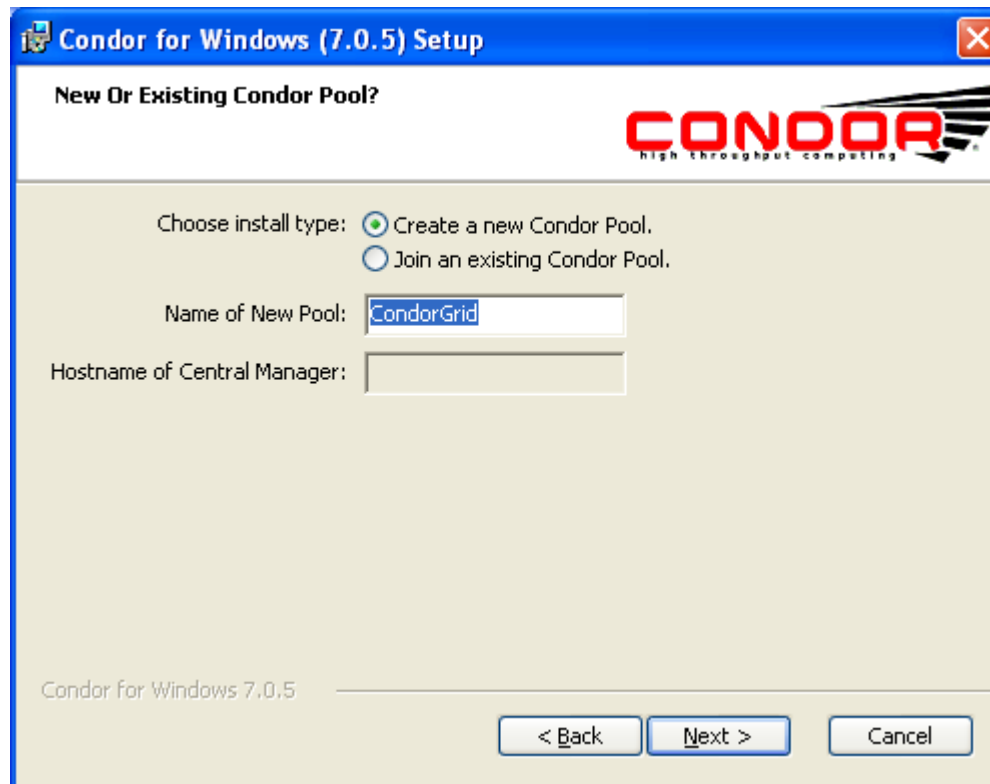 Condor for Windows (7.0.5) Setup
New Or Existing Condor Pool?
CONDOR
high throughput computing
Choose install type: Create a new Condor Pool.
Join an existing Condor Pool.
Name of New Pool: CondorGrid
Hostname of Central Manager:
Condor for Windows 7.0.5
< Back Next > Cancel